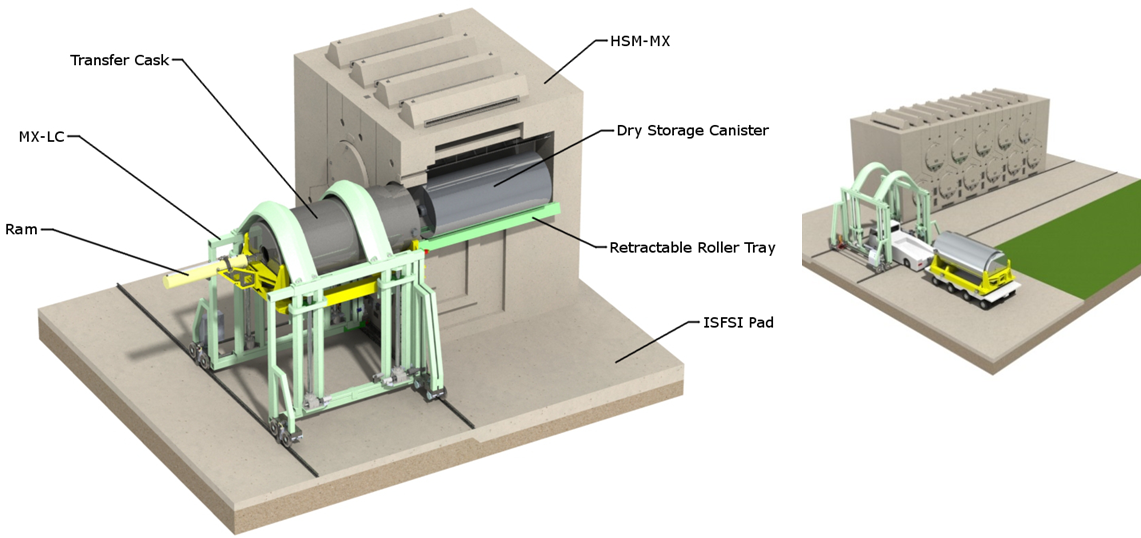 HSM-MX
Transfer Cask
Dry Storage Canister
MX-LC
Ram
Retractable Roller Tray
ISFSI Pad